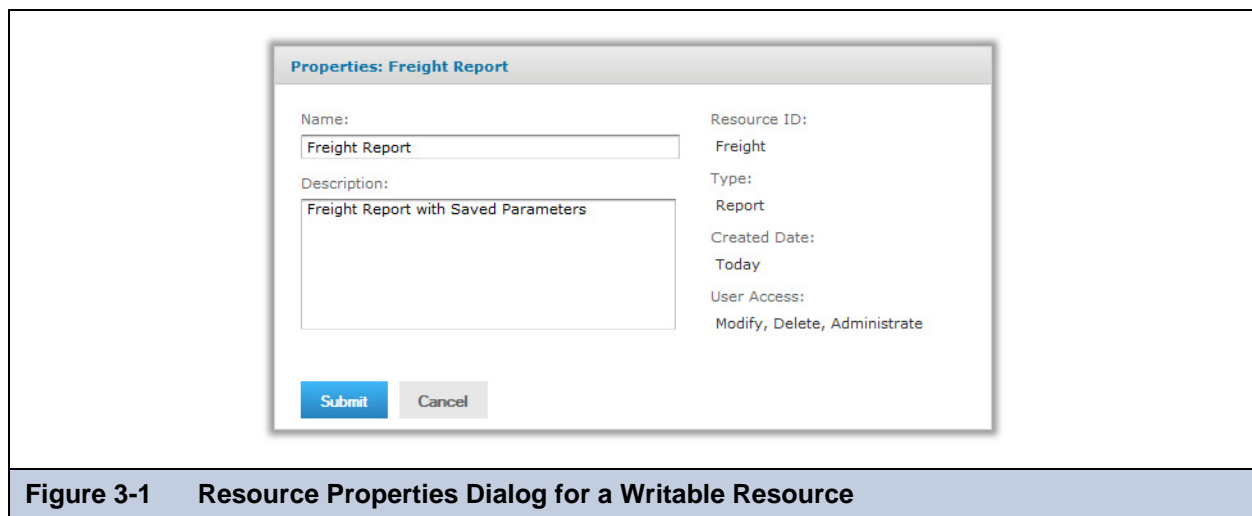 Properties: Freight Report
Name:
Freight Report
Description:
Freight Report with Saved Parameters
Resource ID:
Freight
Type:
Report
Created Date:
Today
User Access:
Modify, Delete, Administrate
Submit Cancel
Figure 3-1 Resource Properties Dialog for a Writable Resource